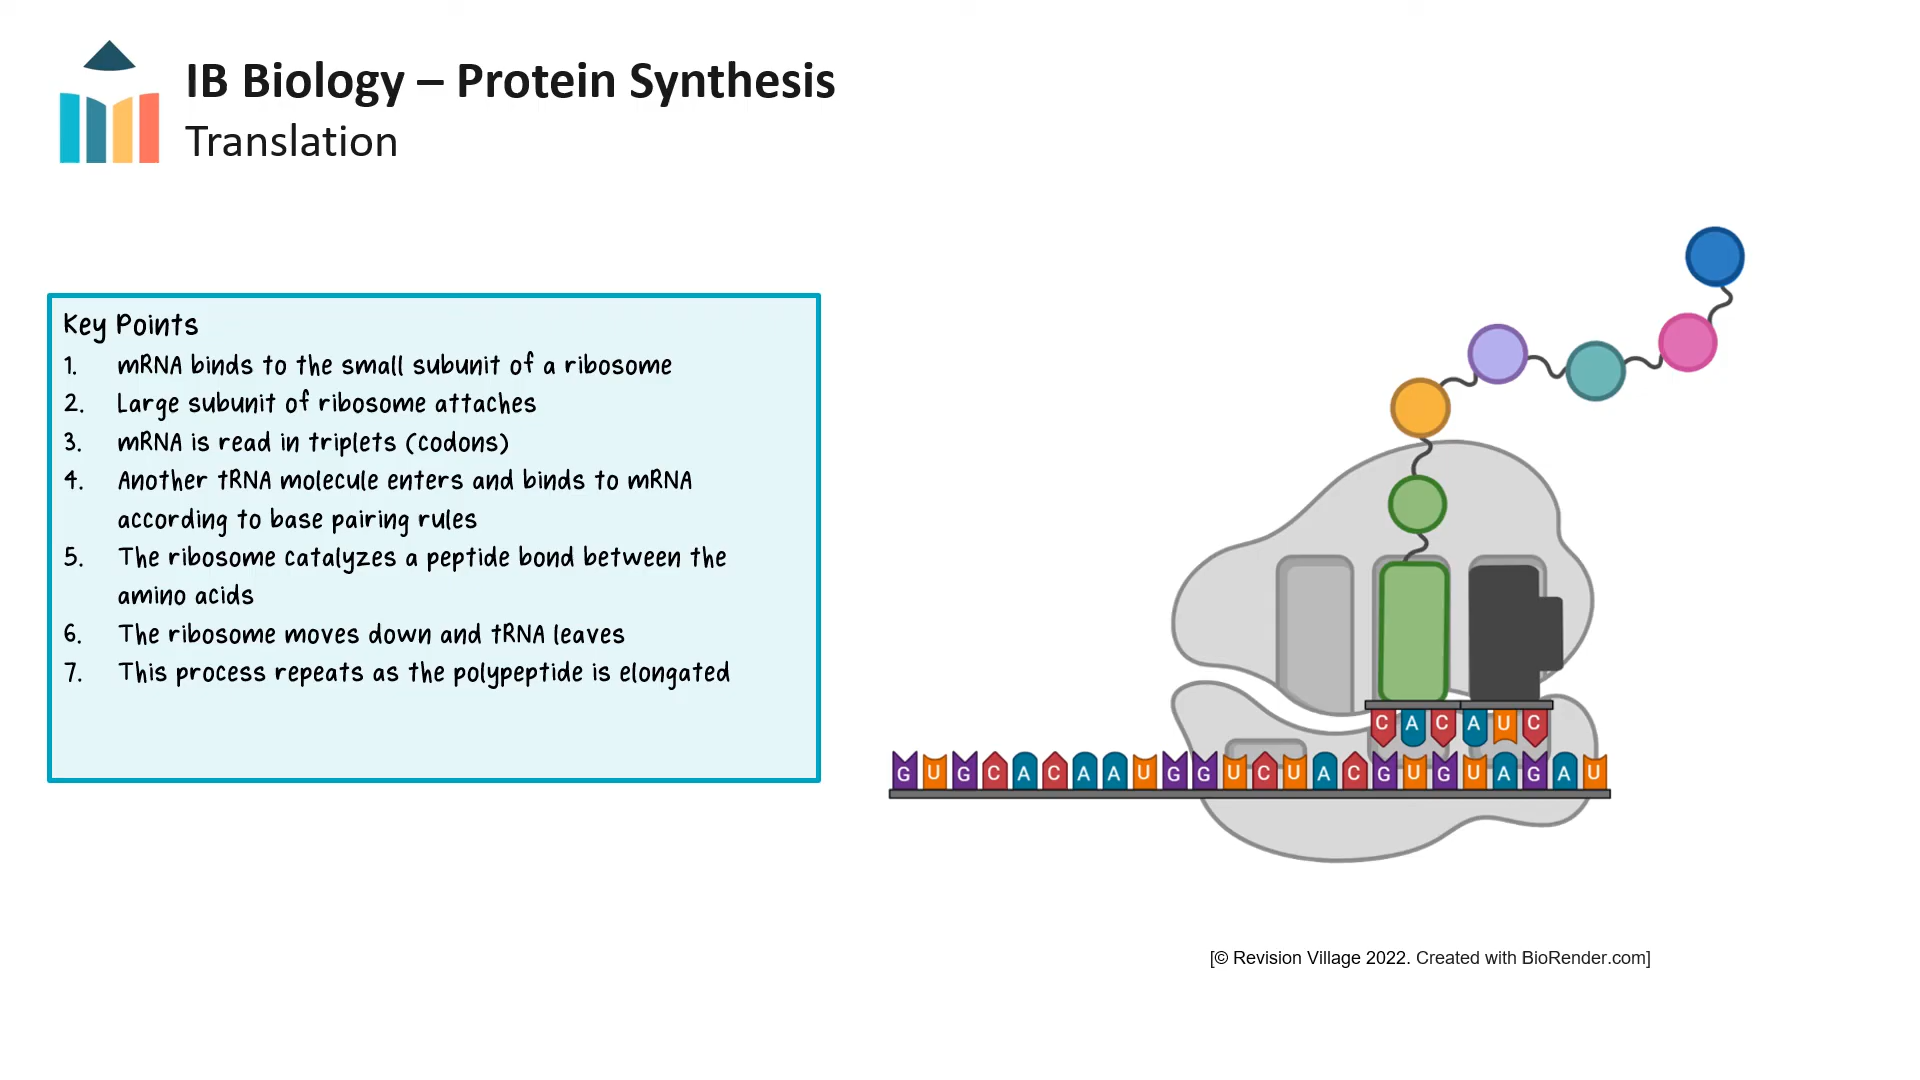 IB Biology – Protein Synthesis
Translation
Key Points
1. mRNA binds to the small subunit of a ribosome
2. Large subunit of ribosome attaches
3. mRNA is read in triplets (codons)
4. Another tRNA molecule enters and binds to mRNA
according to base pairing rules
5. The ribosome catalyzes a peptide bond between the
amino acids
6. The ribosome moves down and tRNA leaves
7. This process repeats as the polypeptide is elongated
C A C A U C
G U G C A C A A U G G U C U A C G U G U A G A U
[© Revision Village 2022. Created with BioRender.com]